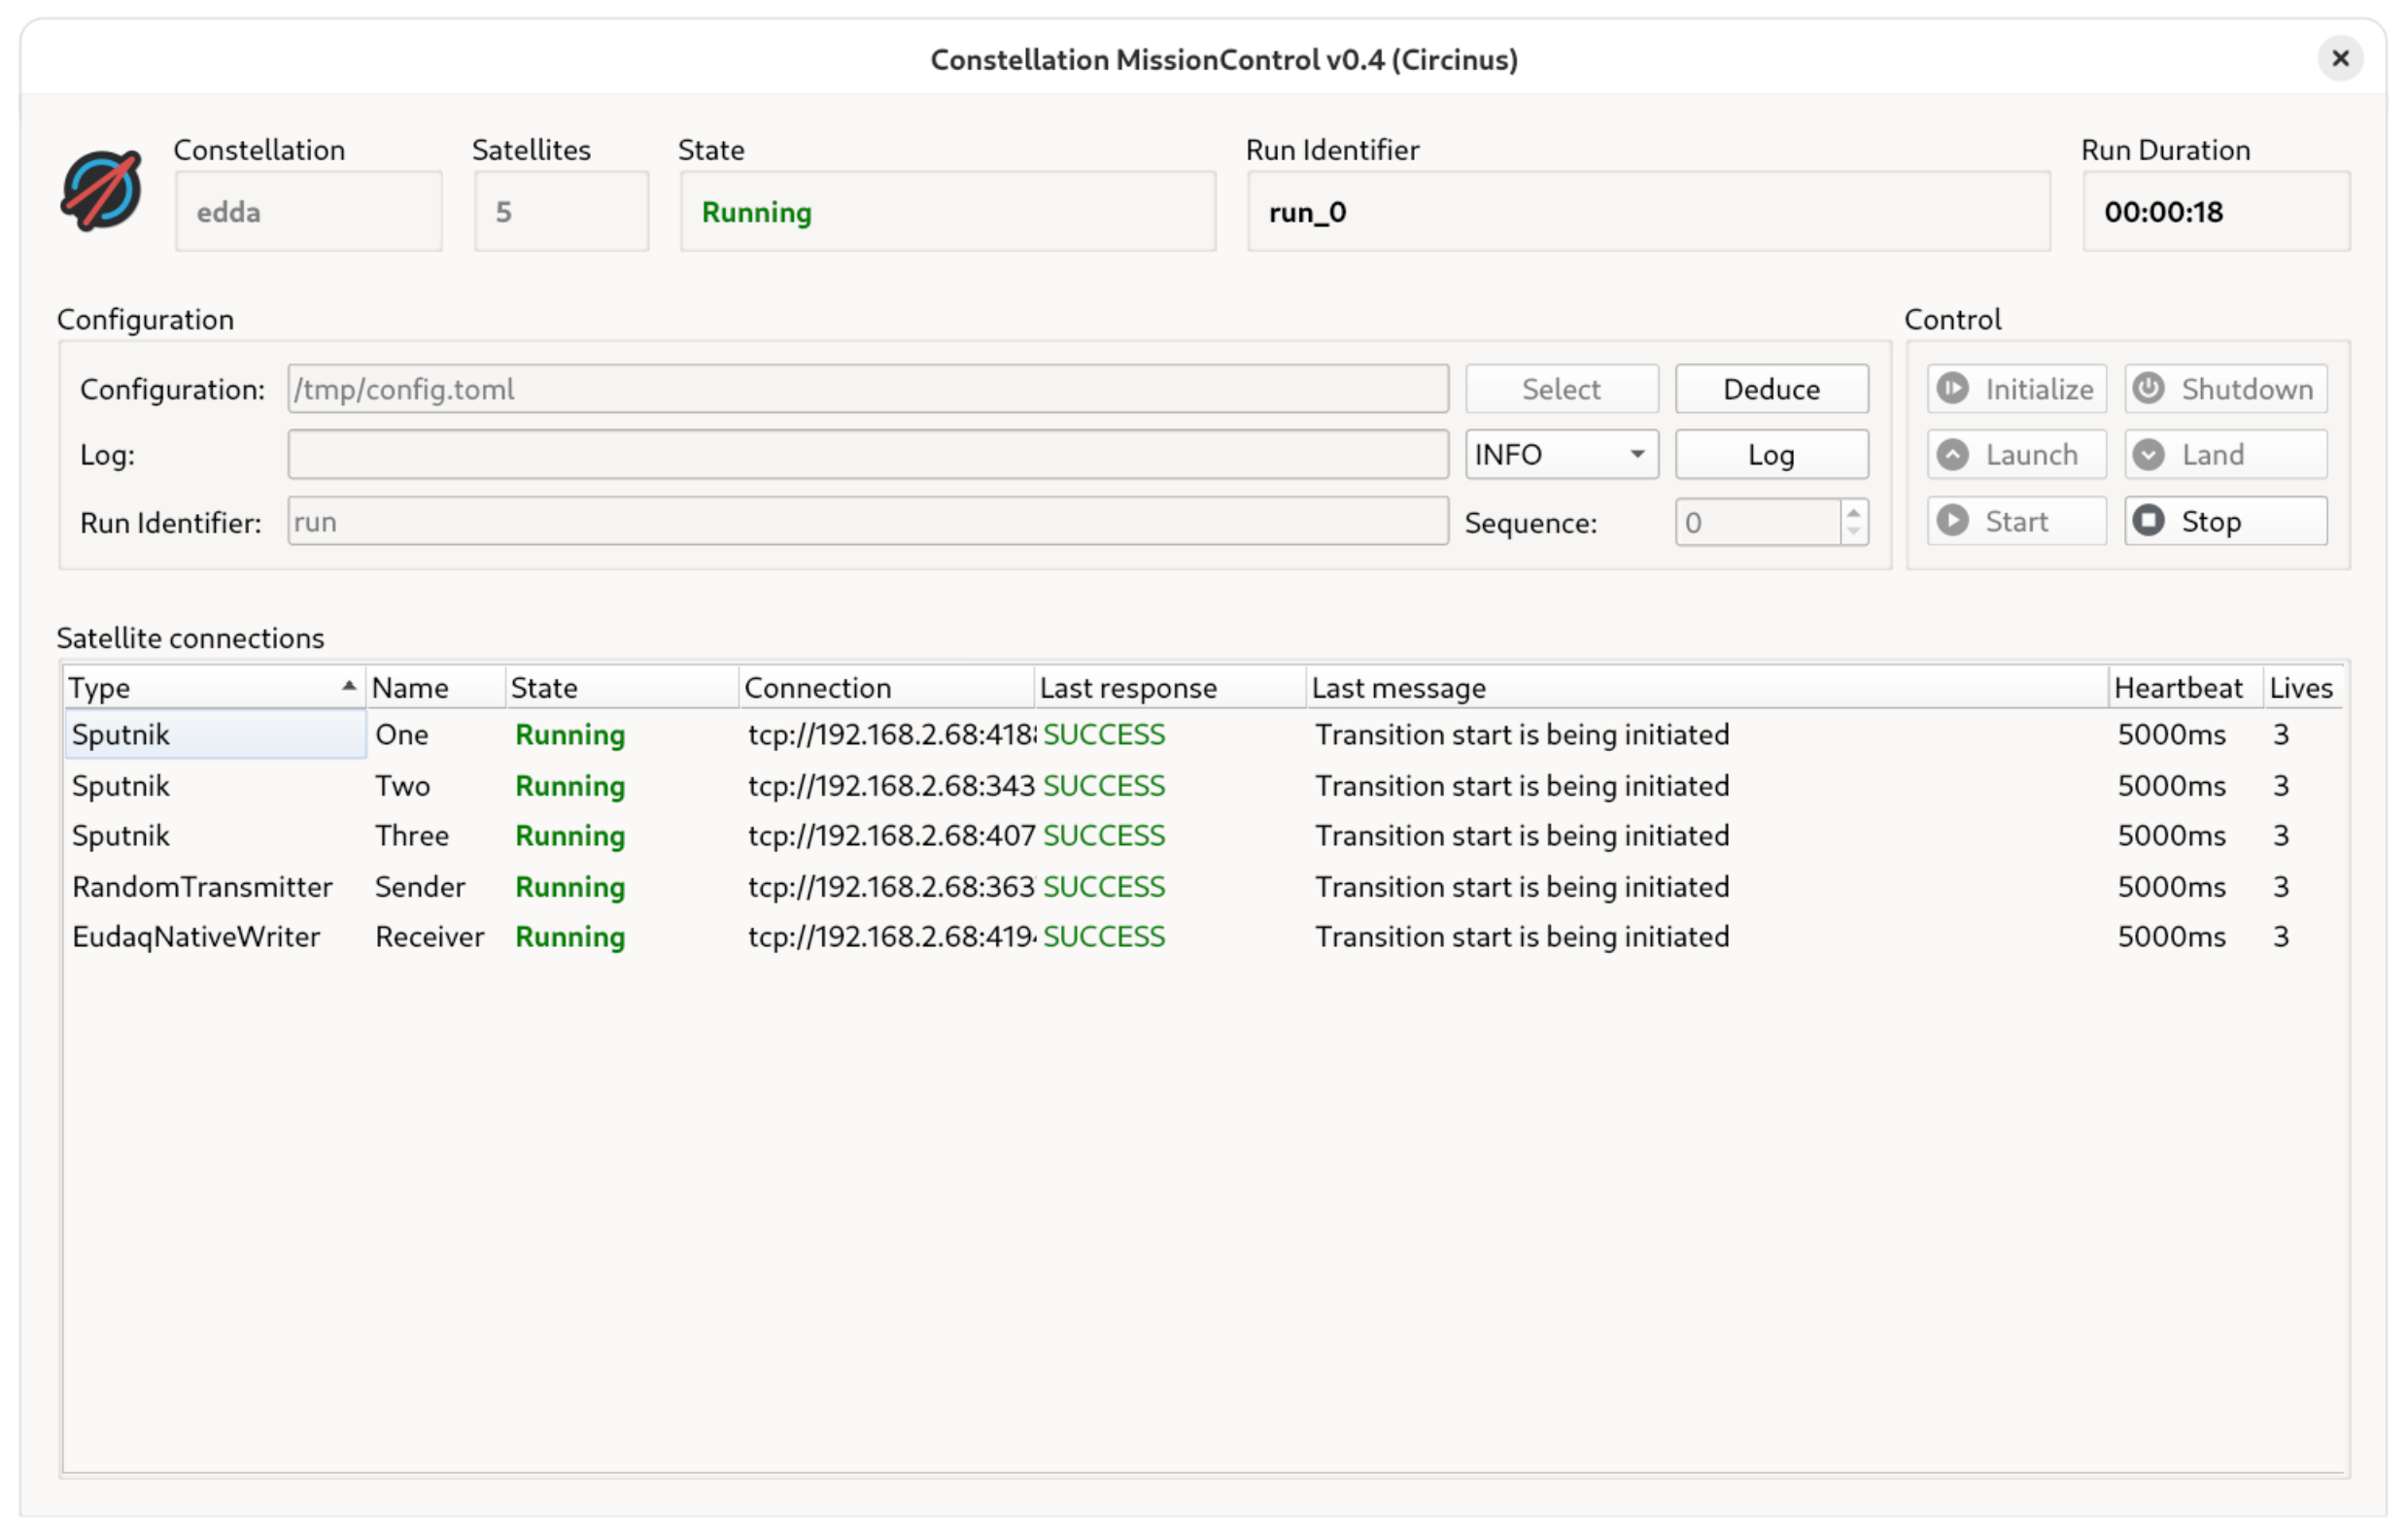 Constellation MissionControl v0.4 (Circinus)
Constellation Satellites State Run Identifier Run Duration
edda 5 Running run_0 00:00:18
Configuration Control
Configuration: /tmp/config.toml Select Deduce Initialize Shutdown
Log: INFO Log Launch Land
Run Identifier: run Sequence: 0 Start Stop
Satellite connections
Type Name State Connection Last response Last message Heartbeat Lives
Sputnik One Running tcp://192.168.2.68:418 SUCCESS Transition start is being initiated 5000ms 3
Sputnik Two Running tcp://192.168.2.68:343 SUCCESS Transition start is being initiated 5000ms 3
Sputnik Three Running tcp://192.168.2.68:407 SUCCESS Transition start is being initiated 5000ms 3
RandomTransmitter Sender Running tcp://192.168.2.68:363 SUCCESS Transition start is being initiated 5000ms 3
EudaqNativeWriter Receiver Running tcp://192.168.2.68:419 SUCCESS Transition start is being initiated 5000ms 3